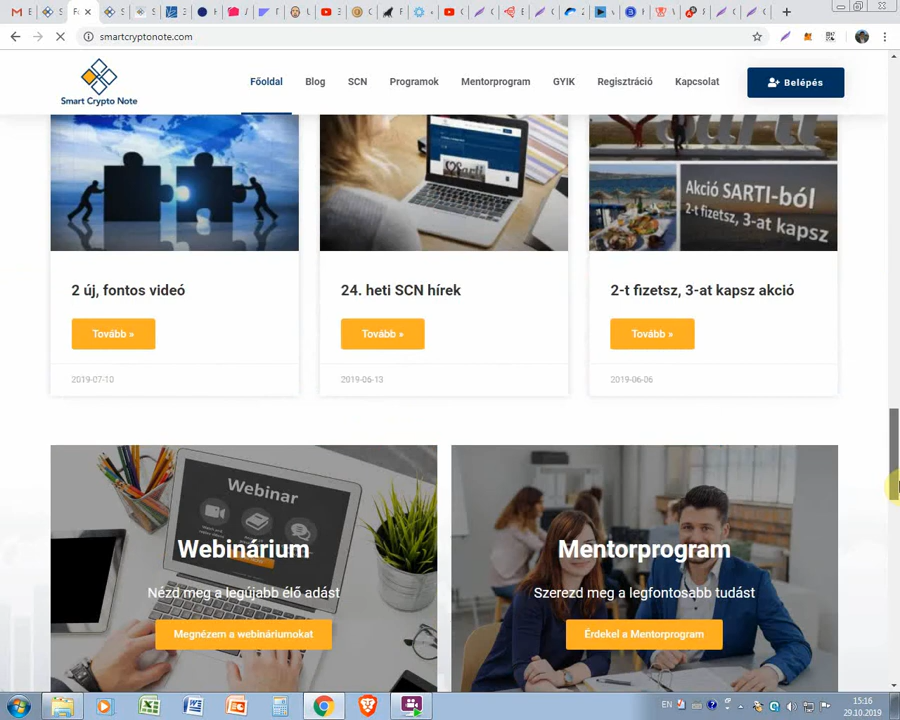 smartcryptonote.com
Smart Crypto Note
Főoldal
Blog
SCN
Programok
Mentorprogram
GYIK
Regisztráció
Kapcsolat
Belépés
Akció SARTI-ból
2-t fizetsz, 3-at kapsz
2 új, fontos videó
24. heti SCN hírek
2-t fizetsz, 3-at kapsz akció
Tovább »
Tovább »
Tovább »
2019-07-10
2019-06-13
2019-06-06
Webinar
Webinárium
Mentorprogram
Nézd meg a legújabb élő adást
Szerezd meg a legfontosabb tudást
Megnézem a webináriumokat
Érdekel a Mentorprogram
EN
15:16
29.10.2019